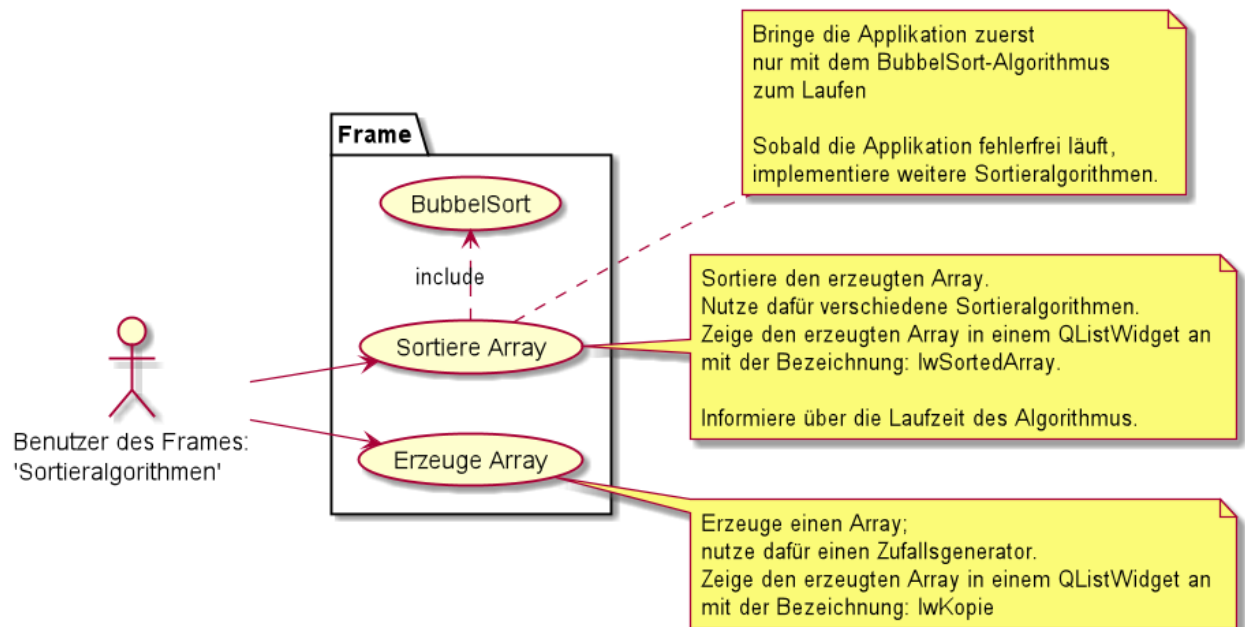 Bringe die Applikation zuerst
nur mit dem BubbelSort-Algorithmus
zum Laufen
Sobald die Applikation fehlerfrei läuft,
implementiere weitere Sortieralgorithmen.
Frame
BubbelSort
include
Sortiere Array
Erzeuge Array
Benutzer des Frames:
'Sortieralgorithmen'
Sortiere den erzeugten Array.
Nutze dafür verschiedene Sortieralgorithmen.
Zeige den erzeugten Array in einem QListWidget an
mit der Bezeichnung: lwSortedArray.
Informiere über die Laufzeit des Algorithmus.
Erzeuge einen Array;
nutze dafür einen Zufallsgenerator.
Zeige den erzeugten Array in einem QListWidget an
mit der Bezeichnung: lwKopie